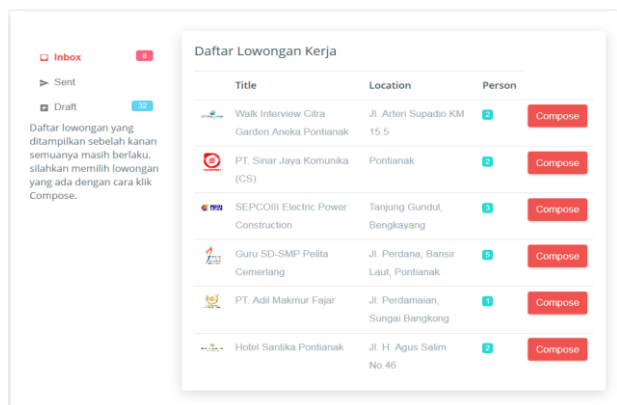 Inbox 8
Sent
Draft 32
Daftar lowongan yang
ditampilkan sebelah kanan
semuanya masih berlaku.
silahkan memilih lowongan
yang ada dengan cara klik
Compose.
Daftar Lowongan Kerja
Title Location Person
Walk Interview Citra Jl. Arteri Supadio KM 2 Compose
Garden Aneka Pontianak 15.5
PT. Sinar Jaya Komunika Pontianak 2 Compose
(CS)
SEPCOIII Electric Power Tanjung Gundul, 3 Compose
Construction Bengkayang
Guru SD-SMP Pelita Jl. Perdana, Bansir 5 Compose
Cemerlang Laut, Pontianak
PT. Adil Makmur Fajar Jl. Perdamaian, 1 Compose
Sungai Bangkong
Hotel Santika Pontianak Jl. H. Agus Salim 2 Compose
No.46